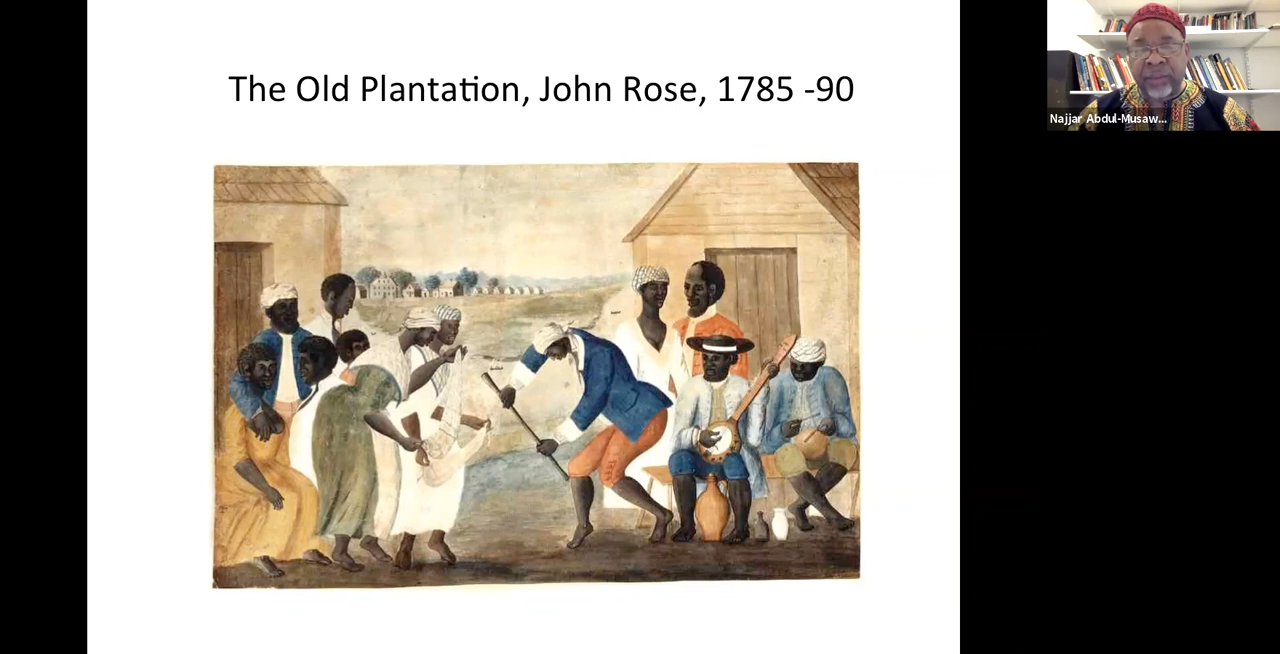 The Old Plantation, John Rose, 1785 -90
Najjar Abdul-Musaw...